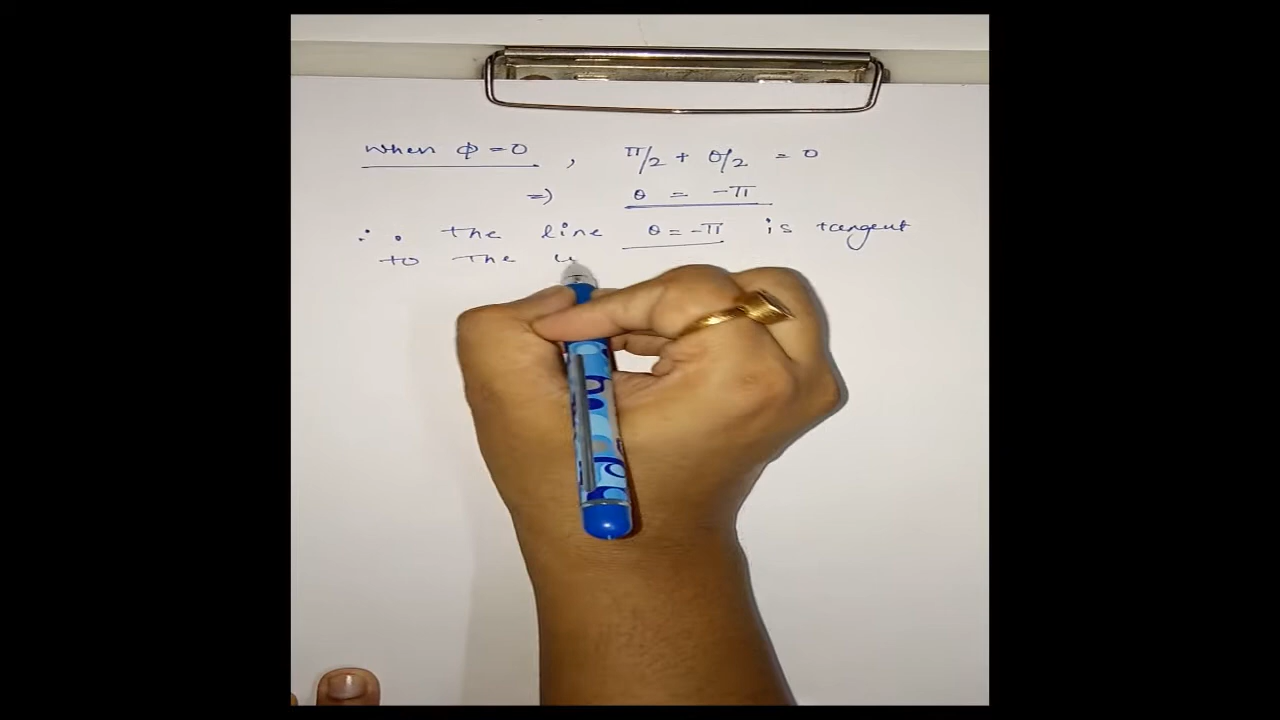 when φ = 0 , π/2 + θ/2 = 0
=) θ = -π
∴ the line θ = -π is tangent
to the